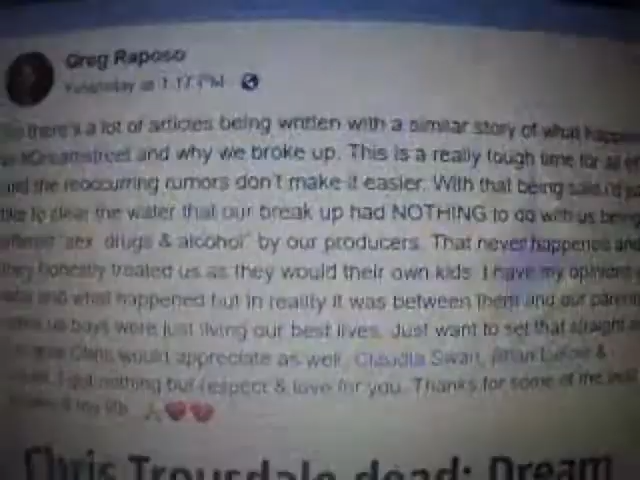 Greg Raposo
Yesterday at 1:17 PM
So there's a lot of articles being written with a similar story of what
#Dreamstreet and why we broke up. This is a really tough time for all of
and the reoccurring rumors don't make it easier. With that being said
like to clear the water that our break up had NOTHING to do with us being
offered "sex, drugs & alcohol" by our producers. That never happened and
they honestly treated us as they would their own kids. I have my opinions
and what happened but in reality it was between them and our
us boys were just living our best lives. Just want to set that straight
Chris would appreciate as well. Claudia Swan, &
I got nothing but respect & love for you. Thanks for some of the
my life
Chris Trousdale dead: Dream